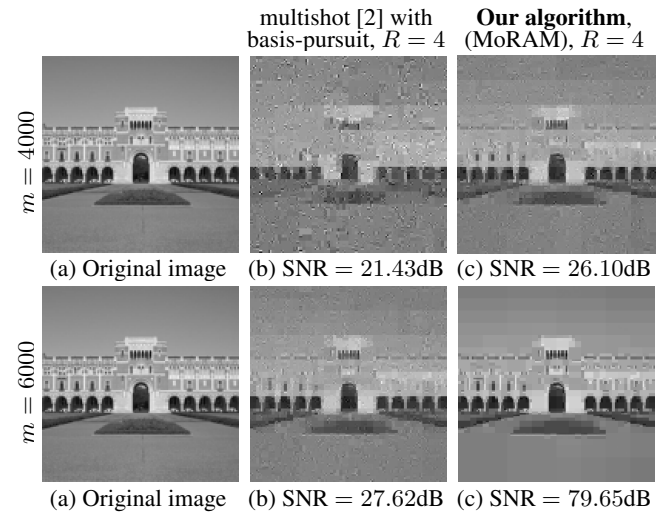 multishot [2] with
basis-pursuit, R = 4
Our algorithm,
(MoRAM), R = 4
m = 4000
(a) Original image
(b) SNR = 21.43dB
(c) SNR = 26.10dB
m = 6000
(a) Original image
(b) SNR = 27.62dB
(c) SNR = 79.65dB